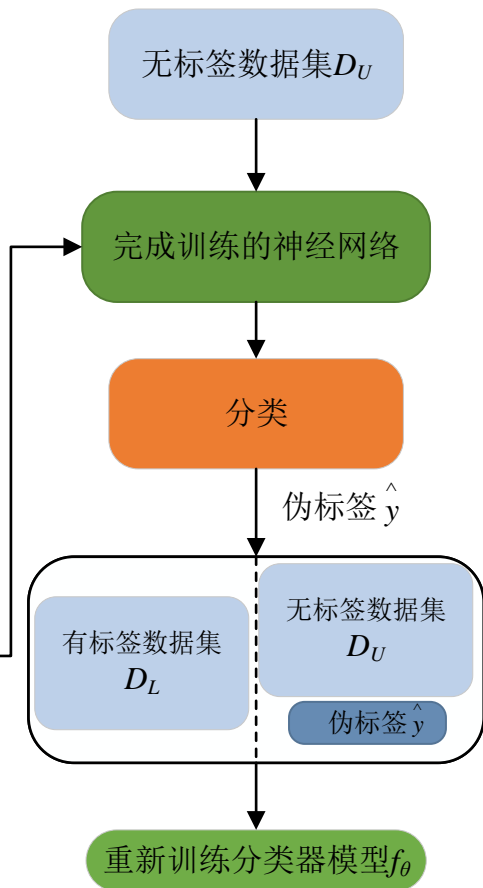 无标签数据集D_U
完成训练的神经网络
分类
伪标签 ŷ
有标签数据集
D_L
无标签数据集
D_U
伪标签 ŷ
重新训练分类器模型f_θ